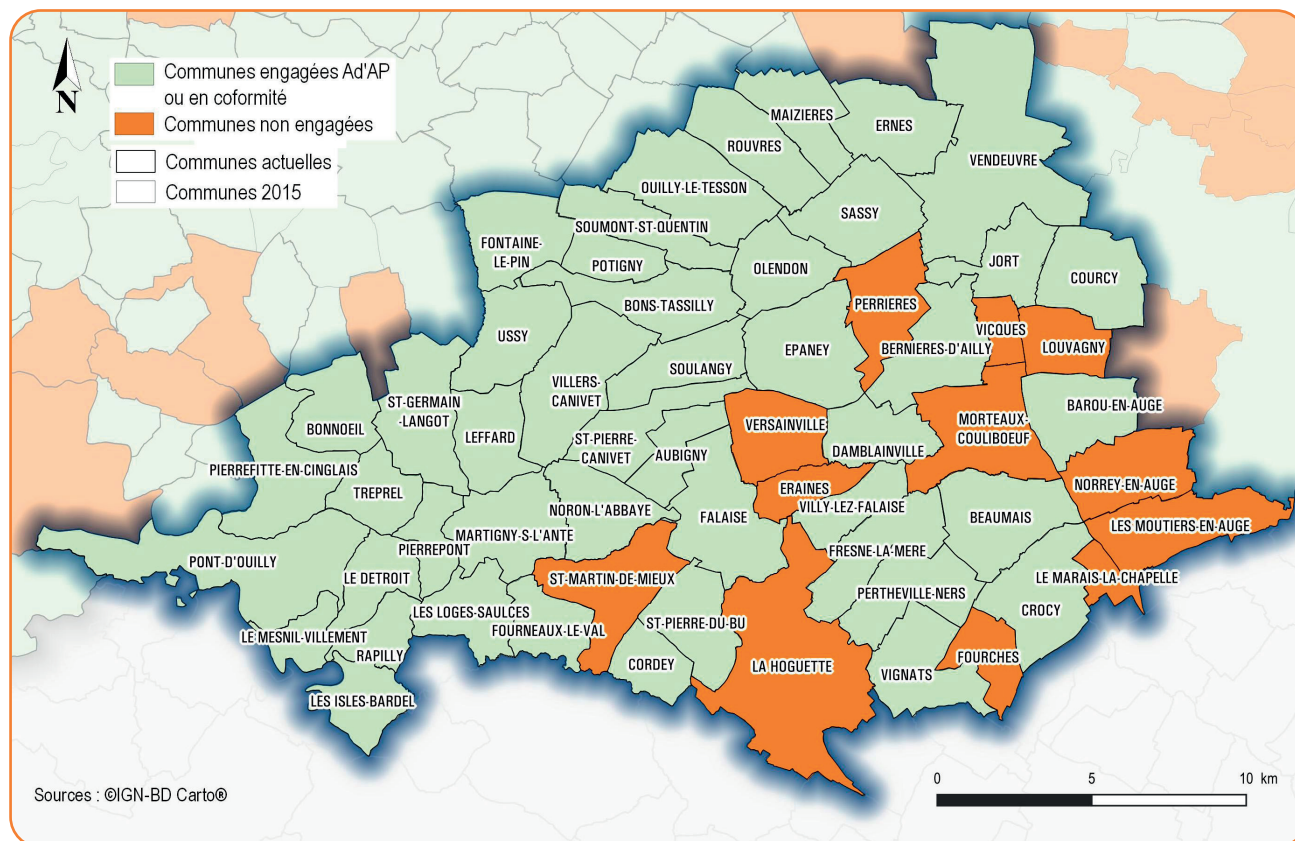 N
Communes engagées Ad'AP
ou en coformité
Communes non engagées
Communes actuelles
Communes 2015
MAIZIERES
ERNES
ROUVRES
VENDEUVRE
OUILLY-LE-TESSON
SASSY
SOUMONT-ST-QUENTIN
FONTAINE-
LE-PIN
POTIGNY
OLENDON
JORT
COURCY
BONS-TASSILLY
PERRIERES
USSY
VICQUES
EPANEY
BERNIERES-D'AILLY
LOUVAGNY
SOULANGY
VILLERS-
CANIVET
ST-GERMAIN
-LANGOT
BAROU-EN-AUGE
BONNOEIL
LEFFARD
VERSAINVILLE
MORTEAUX-
COULIBOEUF
ST-PIERRE-
CANIVET
AUBIGNY
DAMBLAINVILLE
PIERREFITTE-EN-CINGLAIS
TREPREL
ERAINES
NORREY-EN-AUGE
NORON-L'ABBAYE
VILLY-LEZ-FALAISE
FALAISE
BEAUMAIS
LES MOUTIERS-EN-AUGE
MARTIGNY-S-L'ANTE
PIERREPONT
FRESNE-LA-MERE
PONT-D'OUILLY
LE DETROIT
ST-MARTIN-DE-MIEUX
LE MARAIS-LA-CHAPELLE
PERTHEVILLE-NERS
CROCY
LES LOGES-SAULCES
ST-PIERRE-DU-BU
FOURNEAUX-LE-VAL
LE MESNIL-VILLEMENT
RAPILLY
CORDEY
LA HOGUETTE
FOURCHES
VIGNATS
LES ISLES-BARDEL
0 5 10 km
Sources : ©IGN-BD Carto®